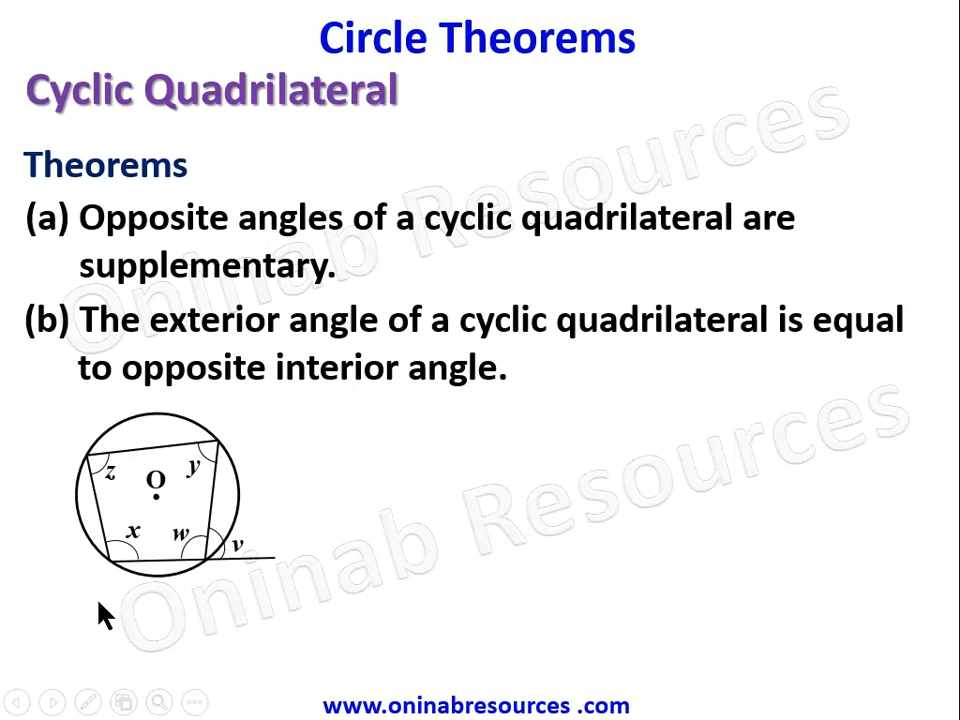 Circle Theorems
Cyclic Quadrilateral
Theorems
(a) Opposite angles of a cyclic quadrilateral are
supplementary.
(b) The exterior angle of a cyclic quadrilateral is equal
to opposite interior angle.
z
y
O
x
w
v
Oninab Resources
Oninab Resources
www.oninabresources .com